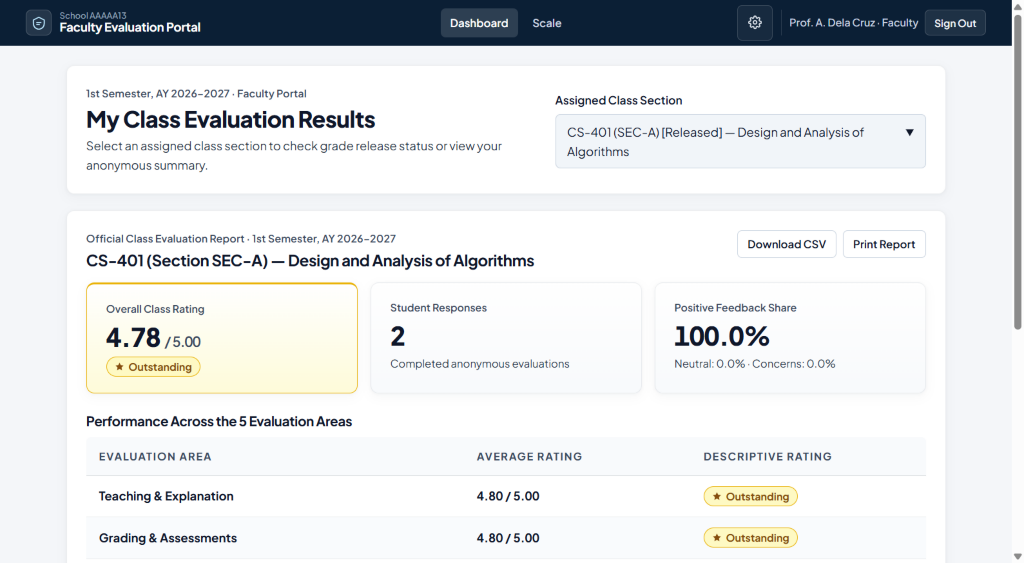 School AAAAA13
Faculty Evaluation Portal
Dashboard
Scale
Prof. A. Dela Cruz · Faculty
Sign Out
1st Semester, AY 2026–2027 · Faculty Portal
My Class Evaluation Results
Select an assigned class section to check grade release status or view your
anonymous summary.
Assigned Class Section
CS-401 (SEC-A) [Released] — Design and Analysis of
Algorithms
Official Class Evaluation Report · 1st Semester, AY 2026–2027
CS-401 (Section SEC-A) — Design and Analysis of Algorithms
Download CSV
Print Report
Overall Class Rating
4.78 / 5.00
★ Outstanding
Student Responses
2
Completed anonymous evaluations
Positive Feedback Share
100.0%
Neutral: 0.0% · Concerns: 0.0%
Performance Across the 5 Evaluation Areas
EVALUATION AREA AVERAGE RATING DESCRIPTIVE RATING
Teaching & Explanation 4.80 / 5.00 ★ Outstanding
Grading & Assessments 4.80 / 5.00 ★ Outstanding